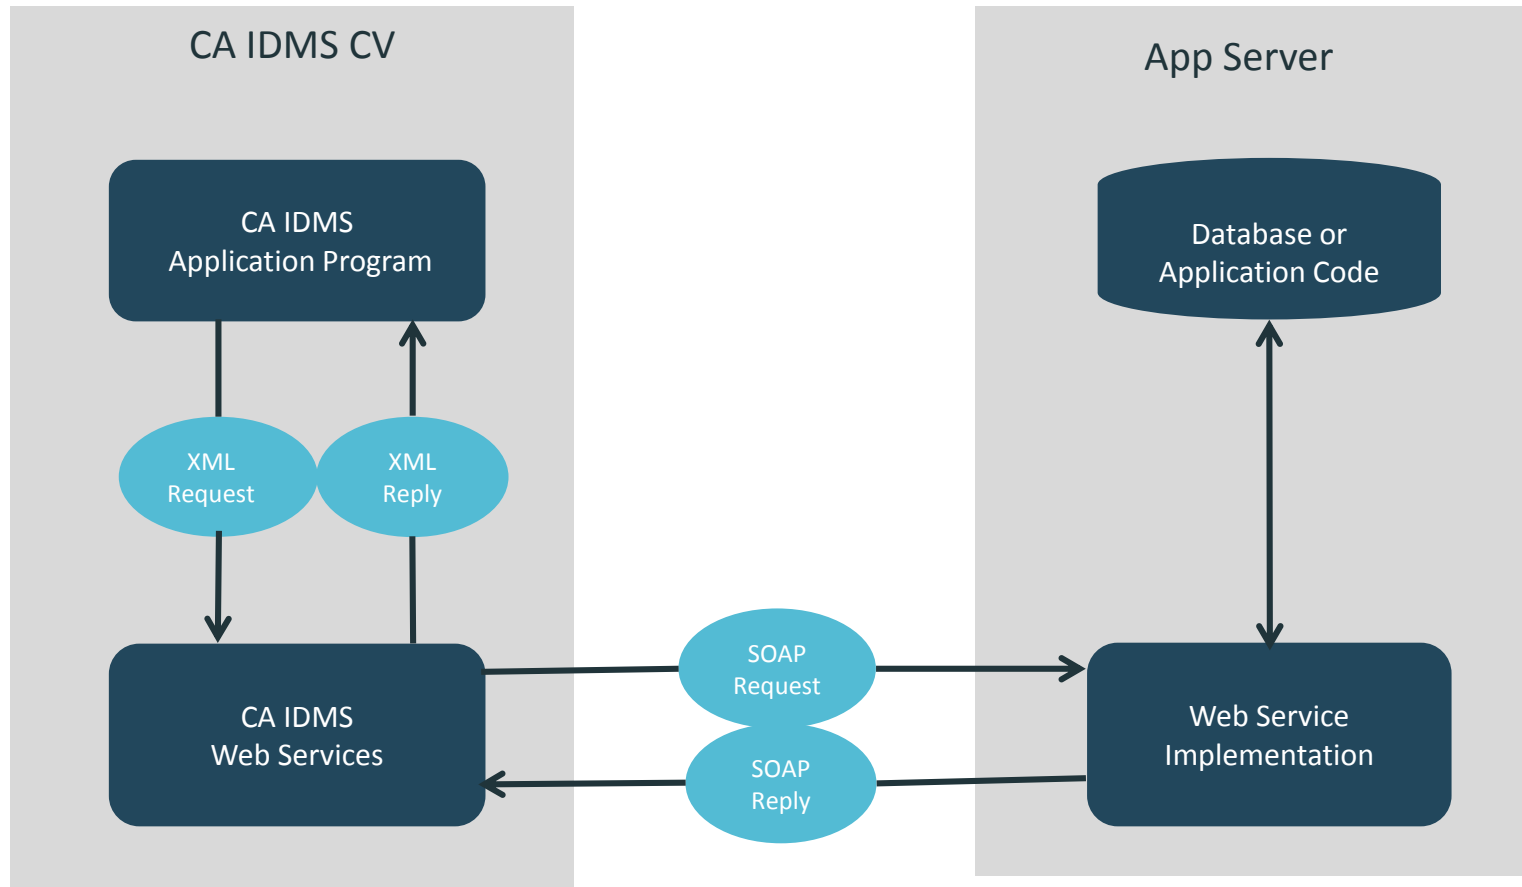 CA IDMS CV
App Server
CA IDMS
Application Program
Database or
Application Code
XML
Request
XML
Reply
SOAP
Request
CA IDMS
Web Services
Web Service
Implementation
SOAP
Reply